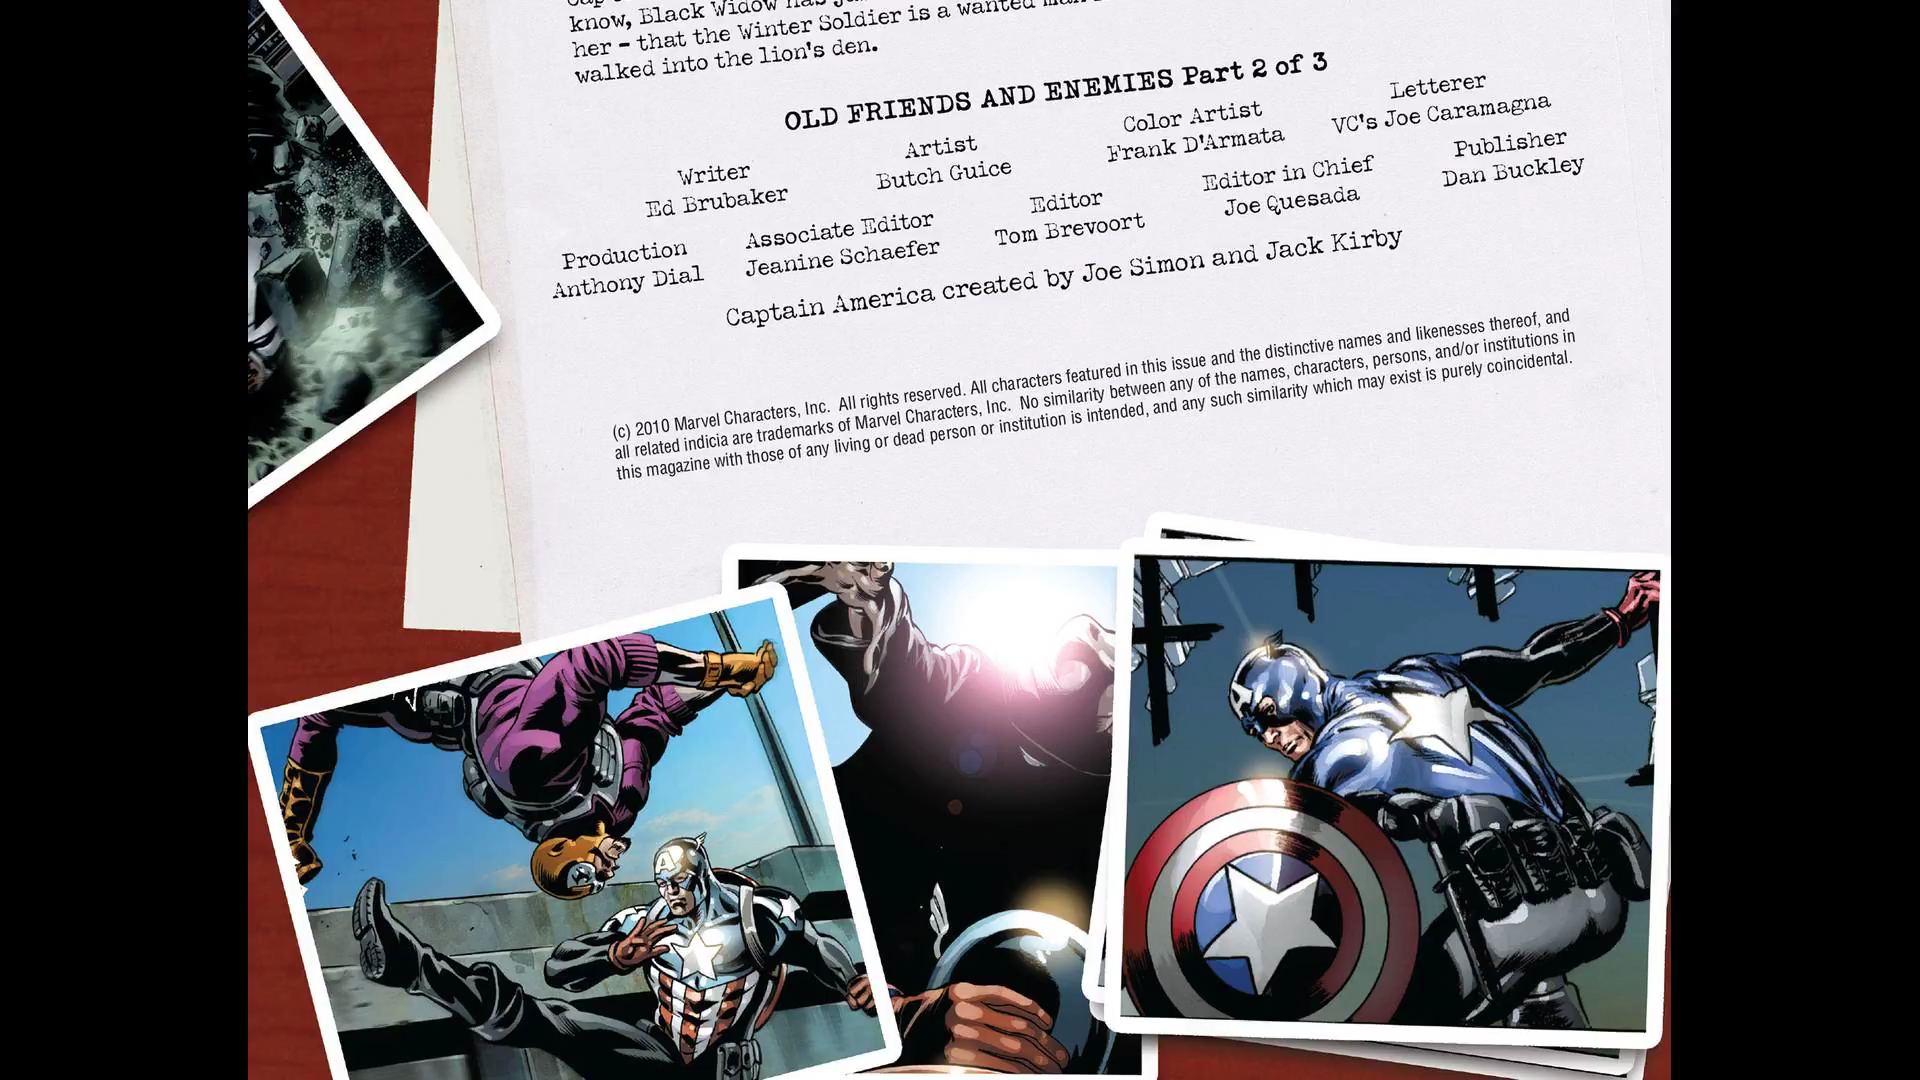 know, Black Widow has
her – that the Winter Soldier is a wanted man
walked into the lion's den.
OLD FRIENDS AND ENEMIES Part 2 of 3
Writer
Ed Brubaker
Artist
Butch Guice
Color Artist
Frank D'Armata
Letterer
VC's Joe Caramagna
Production
Anthony Dial
Associate Editor
Jeanine Schaefer
Editor
Tom Brevoort
Editor in Chief
Joe Quesada
Publisher
Dan Buckley
Captain America created by Joe Simon and Jack Kirby
(c) 2010 Marvel Characters, Inc. All rights reserved. All characters featured in this issue and the distinctive names and likenesses thereof, and
all related indicia are trademarks of Marvel Characters, Inc. No similarity between any of the names, characters, persons, and/or institutions in
this magazine with those of any living or dead person or institution is intended, and any such similarity which may exist is purely coincidental.
A